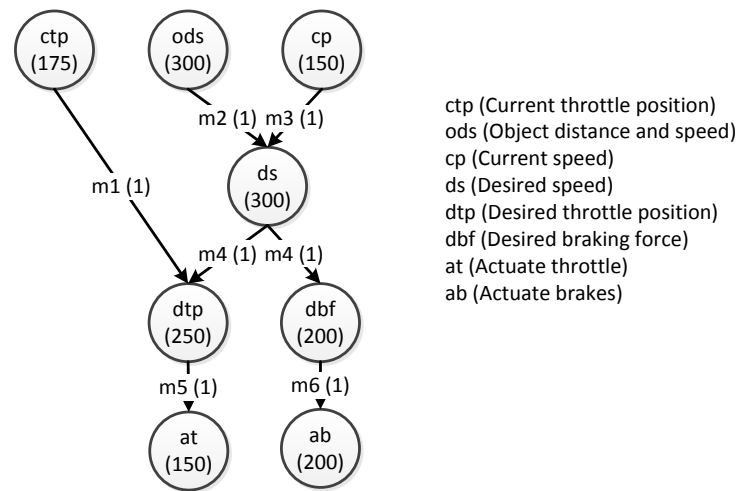 ctp
(175)
ods
(300)
cp
(150)
m2 (1)
m3 (1)
ds
(300)
m1 (1)
m4 (1)
m4 (1)
dtp
(250)
dbf
(200)
m5 (1)
m6 (1)
at
(150)
ab
(200)
ctp (Current throttle position)
ods (Object distance and speed)
cp (Current speed)
ds (Desired speed)
dtp (Desired throttle position)
dbf (Desired braking force)
at (Actuate throttle)
ab (Actuate brakes)